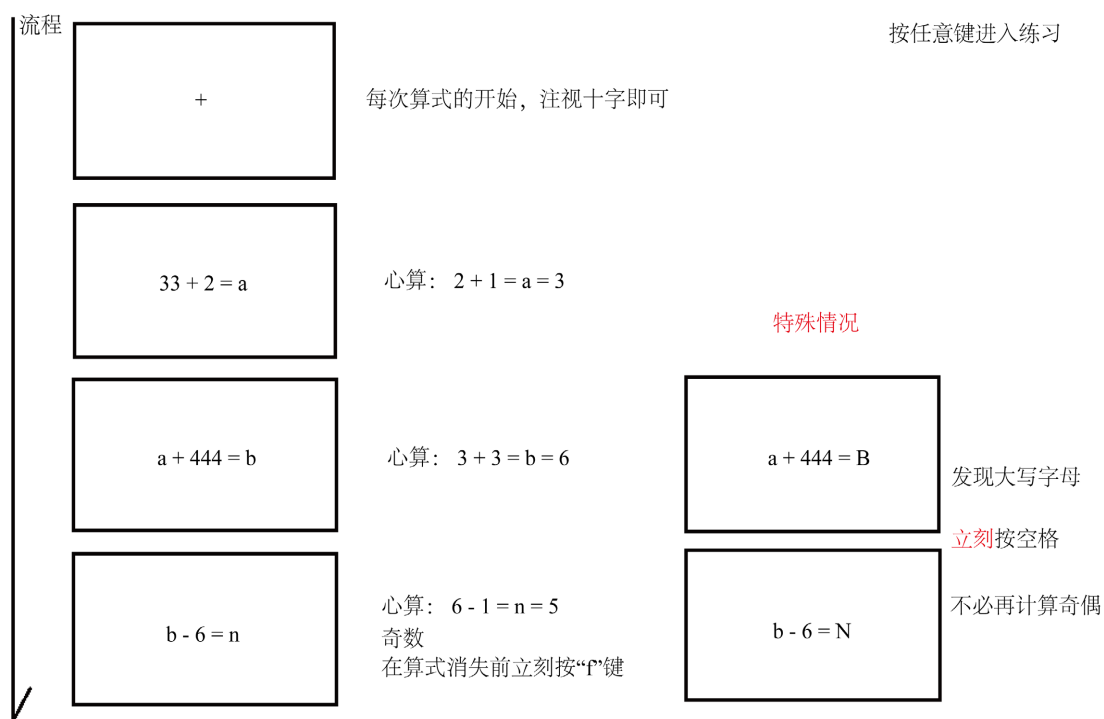 流程
按任意键进入练习
+
每次算式的开始，注视十字即可
33 + 2 = a
心算： 2 + 1 = a = 3
特殊情况
a + 444 = b
心算： 3 + 3 = b = 6
a + 444 = B
发现大写字母
立刻按空格
b - 6 = n
心算： 6 - 1 = n = 5
奇数
在算式消失前立刻按“f”键
b - 6 = N
不必再计算奇偶